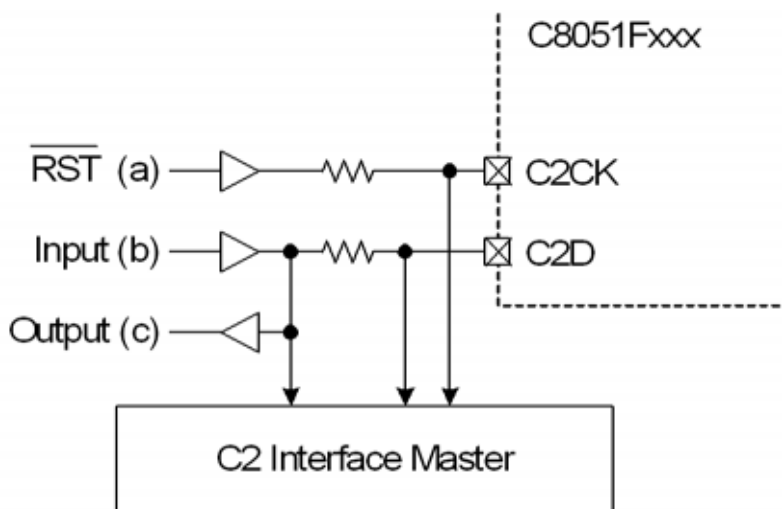 C8051Fxxx
RST (a)
C2CK
Input (b)
C2D
Output (c)
C2 Interface Master